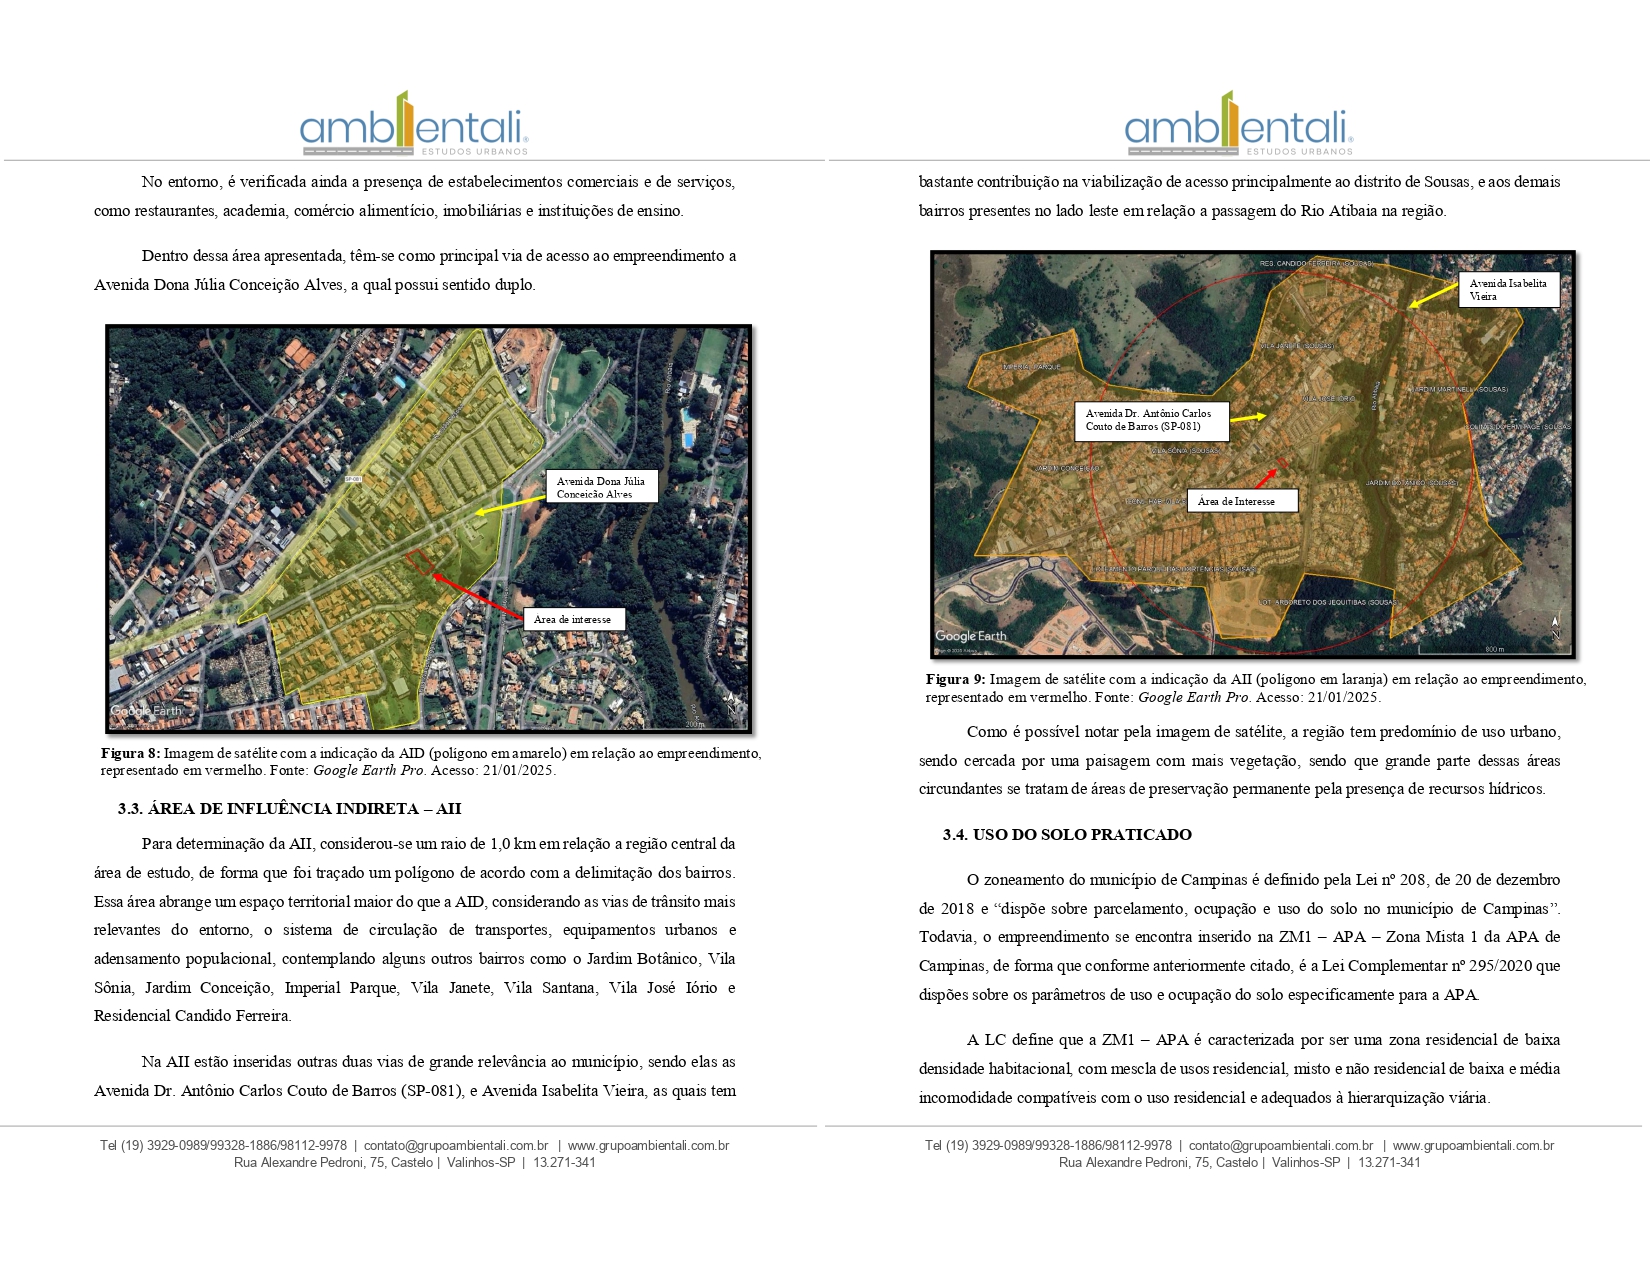 ambientali®
ESTUDOS URBANOS
No entorno, é verificada ainda a presença de estabelecimentos comerciais e de serviços,
como restaurantes, academia, comércio alimentício, imobiliárias e instituições de ensino.
Dentro dessa área apresentada, têm-se como principal via de acesso ao empreendimento a
Avenida Dona Júlia Conceição Alves, a qual possui sentido duplo.
SP-081
Avenida Dona Júlia
Conceição Alves
Área de interesse
Google Earth
200 m
Figura 8: Imagem de satélite com a indicação da AID (polígono em amarelo) em relação ao empreendimento,
representado em vermelho. Fonte: Google Earth Pro. Acesso: 21/01/2025.
3.3. ÁREA DE INFLUÊNCIA INDIRETA – AII
Para determinação da AII, considerou-se um raio de 1,0 km em relação a região central da
área de estudo, de forma que foi traçado um polígono de acordo com a delimitação dos bairros.
Essa área abrange um espaço territorial maior do que a AID, considerando as vias de trânsito mais
relevantes do entorno, o sistema de circulação de transportes, equipamentos urbanos e
adensamento populacional, contemplando alguns outros bairros como o Jardim Botânico, Vila
Sônia, Jardim Conceição, Imperial Parque, Vila Janete, Vila Santana, Vila José Iório e
Residencial Candido Ferreira.
Na AII estão inseridas outras duas vias de grande relevância ao município, sendo elas as
Avenida Dr. Antônio Carlos Couto de Barros (SP-081), e Avenida Isabelita Vieira, as quais tem
Tel (19) 3929-0989/99328-1886/98112-9978 | contato@grupoambientali.com.br | www.grupoambientali.com.br
Rua Alexandre Pedroni, 75, Castelo | Valinhos-SP | 13.271-341
ambientali®
ESTUDOS URBANOS
bastante contribuição na viabilização de acesso principalmente ao distrito de Sousas, e aos demais
bairros presentes no lado leste em relação a passagem do Rio Atibaia na região.
RES. CANDIDO FERREIRA (SOUSAS)
Avenida Isabelita
Vieira
VILA JANETE (SOUSAS)
IMPERIAL PARQUE
JARDIM MARTINELLI (SOUSAS)
VILA JOSE IORIO
Rio Atibaia
Avenida Dr. Antônio Carlos
Couto de Barros (SP-081)
VILA SONIA (SOUSAS)
JARDIM CONCEICAO
JARDIM BOTANICO (SOUSAS)
Área de Interesse
LOT. ARBORETO DOS JEQUITIBAS (SOUSAS)
Google Earth
800 m
Figura 9: Imagem de satélite com a indicação da AII (polígono em laranja) em relação ao empreendimento,
representado em vermelho. Fonte: Google Earth Pro. Acesso: 21/01/2025.
Como é possível notar pela imagem de satélite, a região tem predomínio de uso urbano,
sendo cercada por uma paisagem com mais vegetação, sendo que grande parte dessas áreas
circundantes se tratam de áreas de preservação permanente pela presença de recursos hídricos.
3.4. USO DO SOLO PRATICADO
O zoneamento do município de Campinas é definido pela Lei nº 208, de 20 de dezembro
de 2018 e “dispõe sobre parcelamento, ocupação e uso do solo no município de Campinas”.
Todavia, o empreendimento se encontra inserido na ZM1 – APA – Zona Mista 1 da APA de
Campinas, de forma que conforme anteriormente citado, é a Lei Complementar nº 295/2020 que
dispões sobre os parâmetros de uso e ocupação do solo especificamente para a APA.
A LC define que a ZM1 – APA é caracterizada por ser uma zona residencial de baixa
densidade habitacional, com mescla de usos residencial, misto e não residencial de baixa e média
incomodidade compatíveis com o uso residencial e adequados à hierarquização viária.
Tel (19) 3929-0989/99328-1886/98112-9978 | contato@grupoambientali.com.br | www.grupoambientali.com.br
Rua Alexandre Pedroni, 75, Castelo | Valinhos-SP | 13.271-341